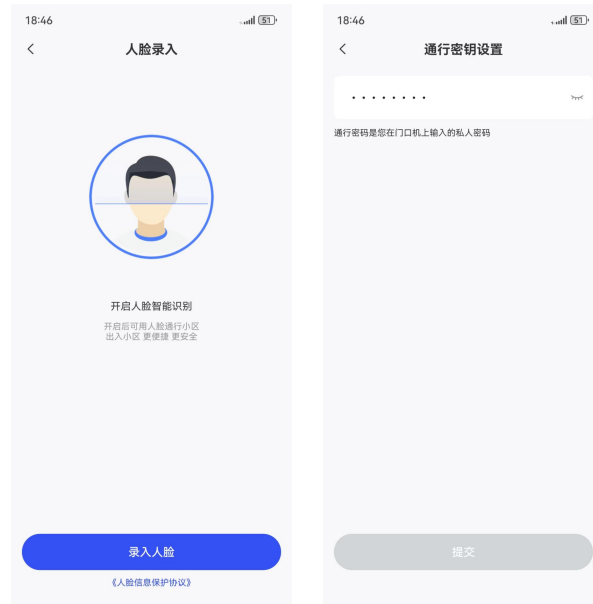 18:46
51
人脸录入
开启人脸智能识别
开启后可用人脸通行小区
出入小区 更便捷 更安全
录入人脸
《人脸信息保护协议》
18:46
51
通行密钥设置
········
通行密码是您在门口机上输入的私人密码
提交